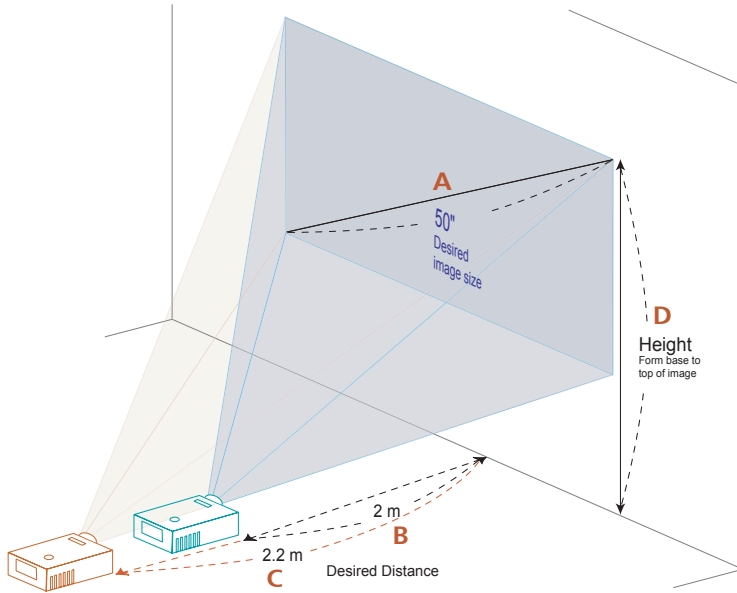 A
50"
Desired
image size
D
Height
Form base to
top of image
2 m
B
2.2 m
C
Desired Distance